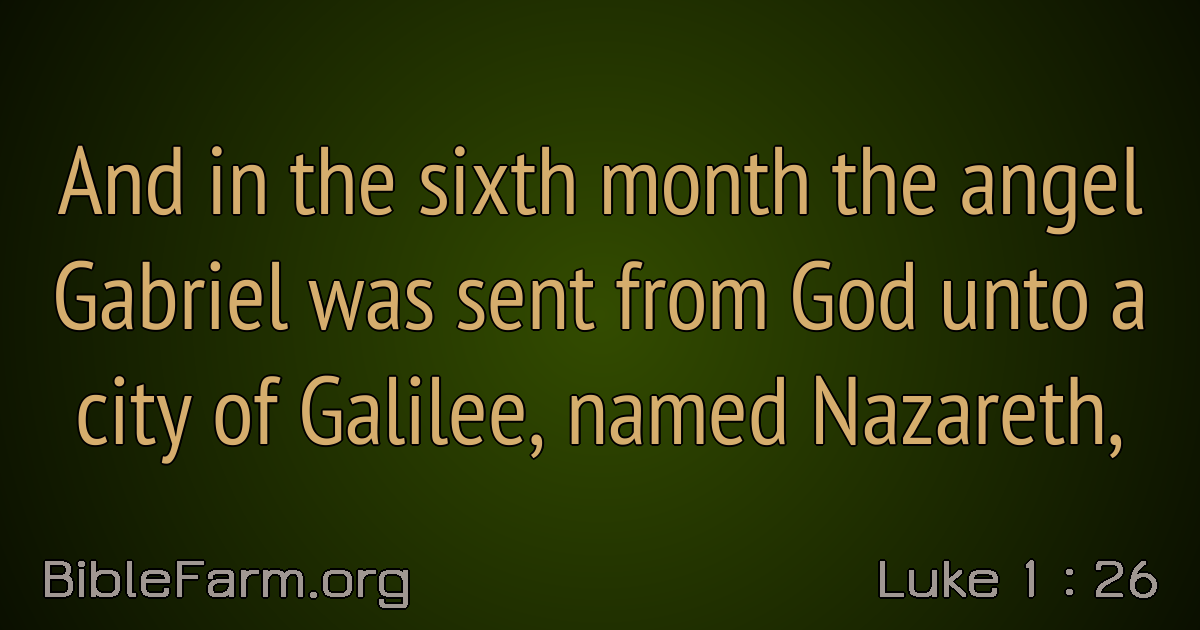 And in the sixth month the angel
Gabriel was sent from God unto a
city of Galilee, named Nazareth,
BibleFarm.org
Luke 1 : 26